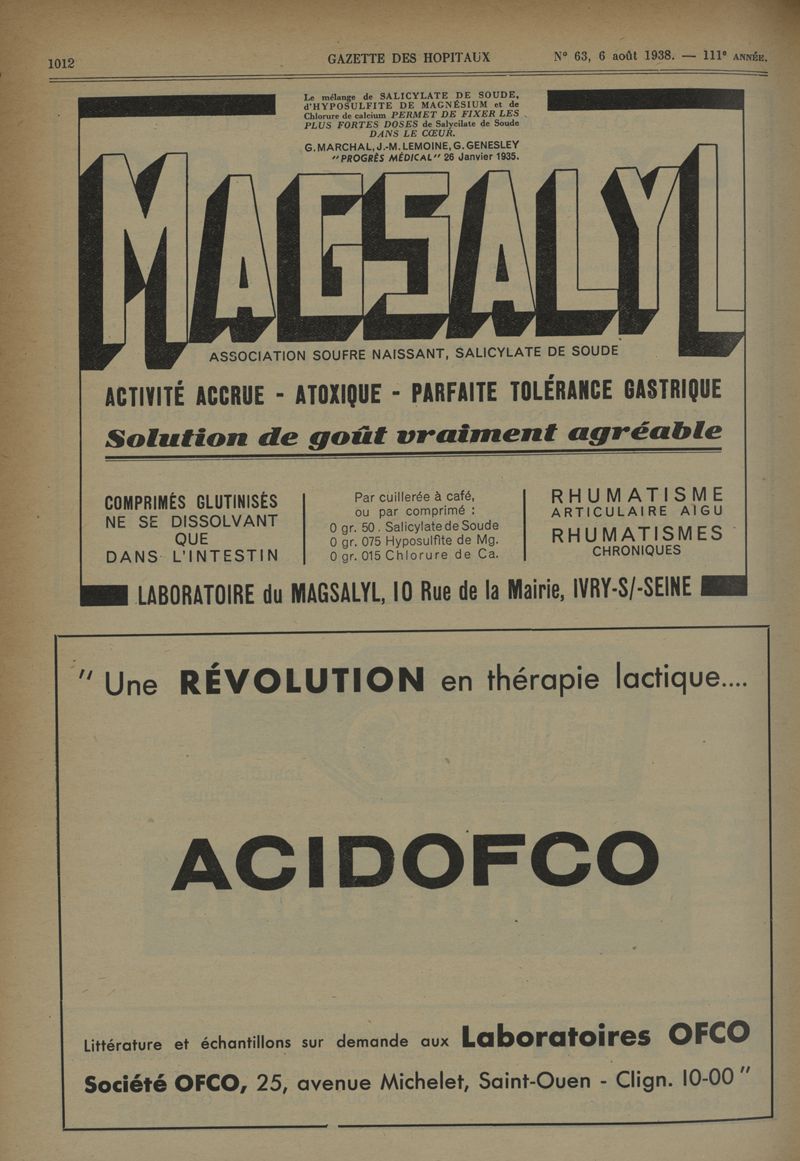 1012
GAZETTE DES HOPITAUX
N° 63, 6 août 1938. — 111e ANNÉE.
Le mélange de SALICYLATE DE SOUDE,
d'HYPOSULFITE DE MAGNÉSIUM et de
Chlorure de calcium PERMET DE FIXER LES
PLUS FORTES DOSES de Salycilate de Soude
DANS LE CŒUR.
G. MARCHAL, J.-M. LEMOINE, G. GENESLEY
"PROGRÈS MÉDICAL" 26 Janvier 1935.
MAGSALYL
ASSOCIATION SOUFRE NAISSANT, SALICYLATE DE SOUDE
ACTIVITÉ ACCRUE - ATOXIQUE - PARFAITE TOLÉRANCE GASTRIQUE
Solution de goût vraiment agréable
COMPRIMÉS GLUTINISÉS
NE SE DISSOLVANT
QUE
DANS L'INTESTIN
Par cuillerée à café,
ou par comprimé :
0 gr. 50 . Salicylate de Soude
0 gr. 075 Hyposulfite de Mg.
0 gr. 015 Chlorure de Ca.
RHUMATISME
ARTICULAIRE AIGU
RHUMATISMES
CHRONIQUES
LABORATOIRE du MAGSALYL, 10 Rue de la Mairie, IVRY-S/-SEINE
" Une RÉVOLUTION en thérapie lactique....
ACIDOFCO
Littérature et échantillons sur demande aux Laboratoires OFCO
Société OFCO, 25, avenue Michelet, Saint-Ouen - Clign. 10-00 "